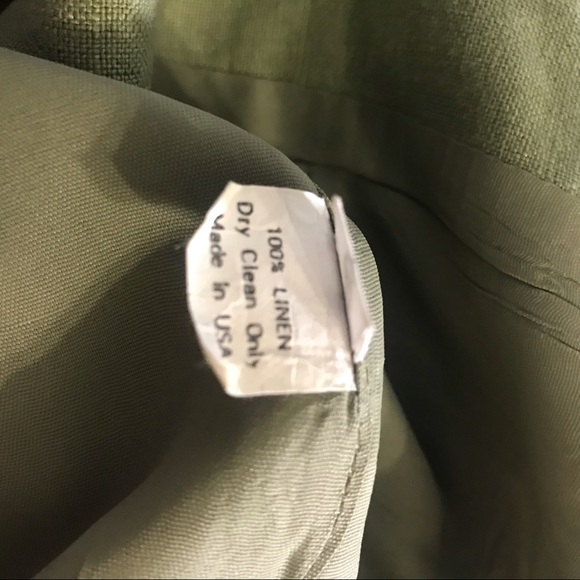 100% LINEN
Dry Clean Only
Made in USA